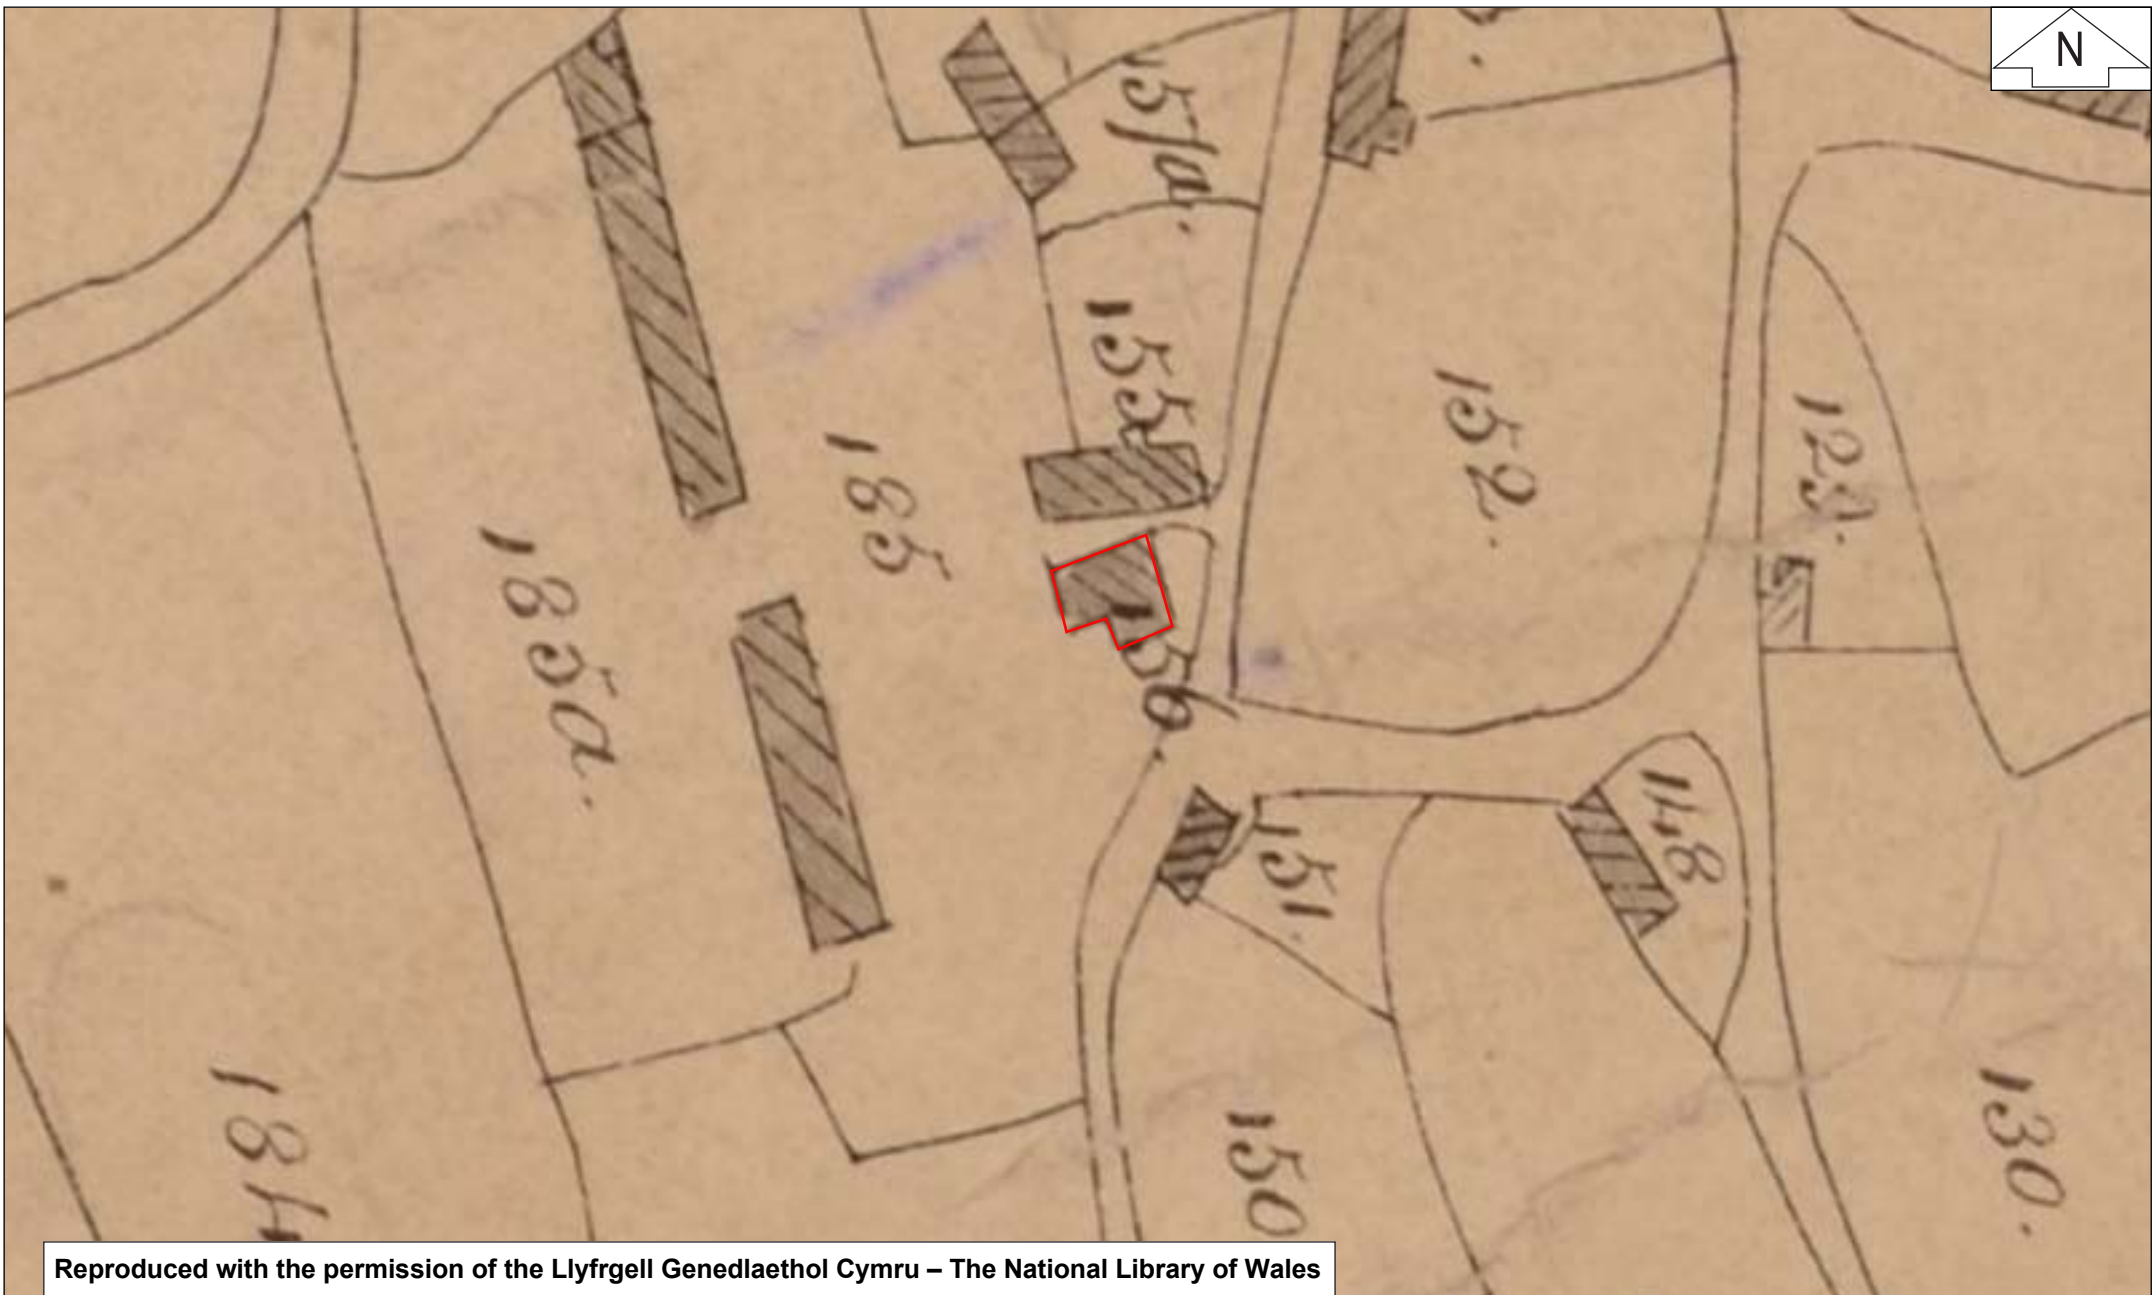 N
157a.
155
152.
129.
185
185a.
156.
151.
148
184
150
130.
Reproduced with the permission of the Llyfrgell Genedlaethol Cymru – The National Library of Wales